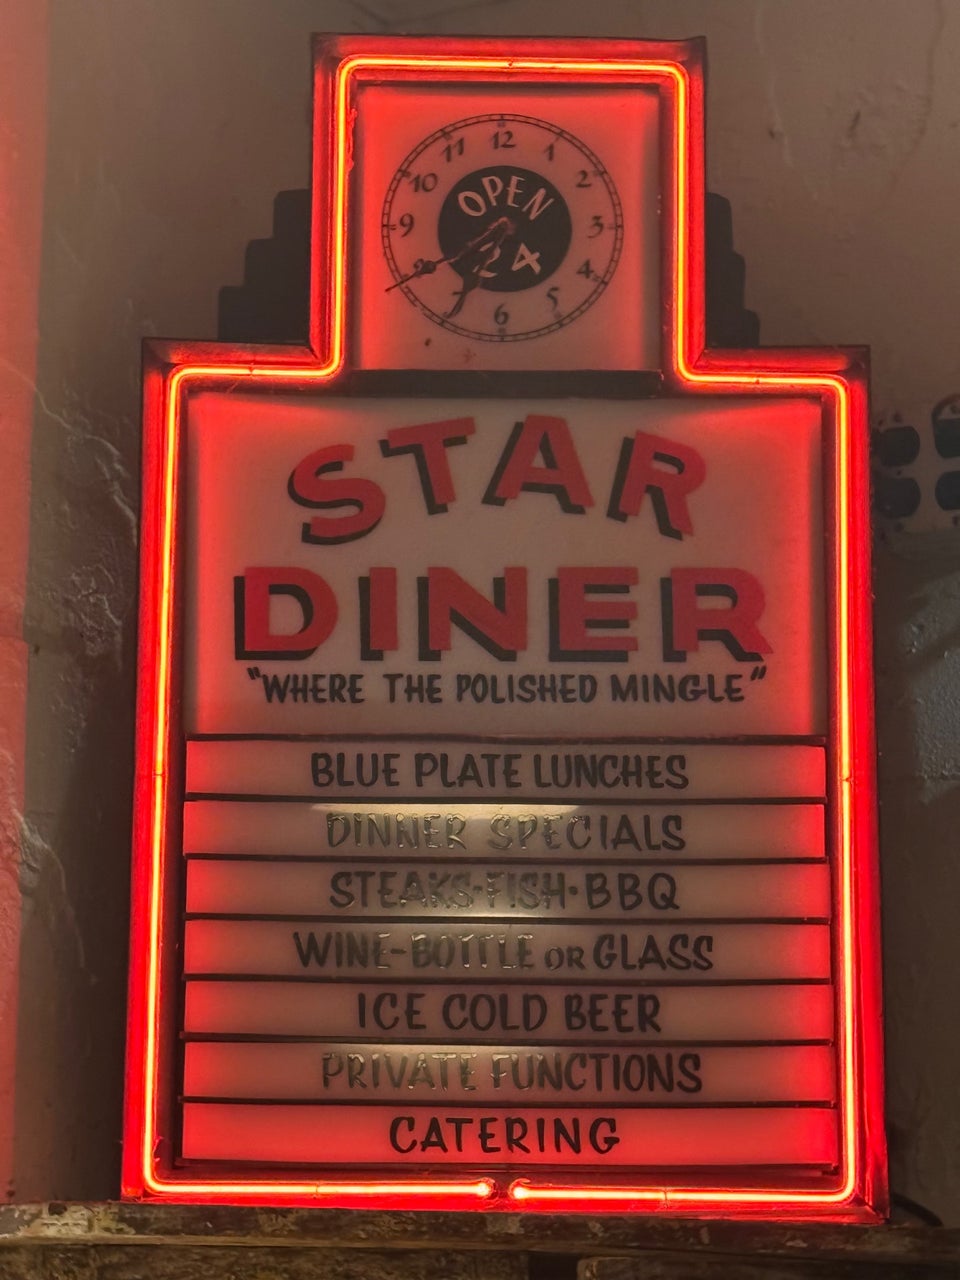 12
11 1
10 2
OPEN
9 3
24
8 4
7 5
6
STAR
DINER
"WHERE THE POLISHED MINGLE"
BLUE PLATE LUNCHES
DINNER SPECIALS
STEAKS·FISH·BBQ
WINE-BOTTLE OR GLASS
ICE COLD BEER
PRIVATE FUNCTIONS
CATERING